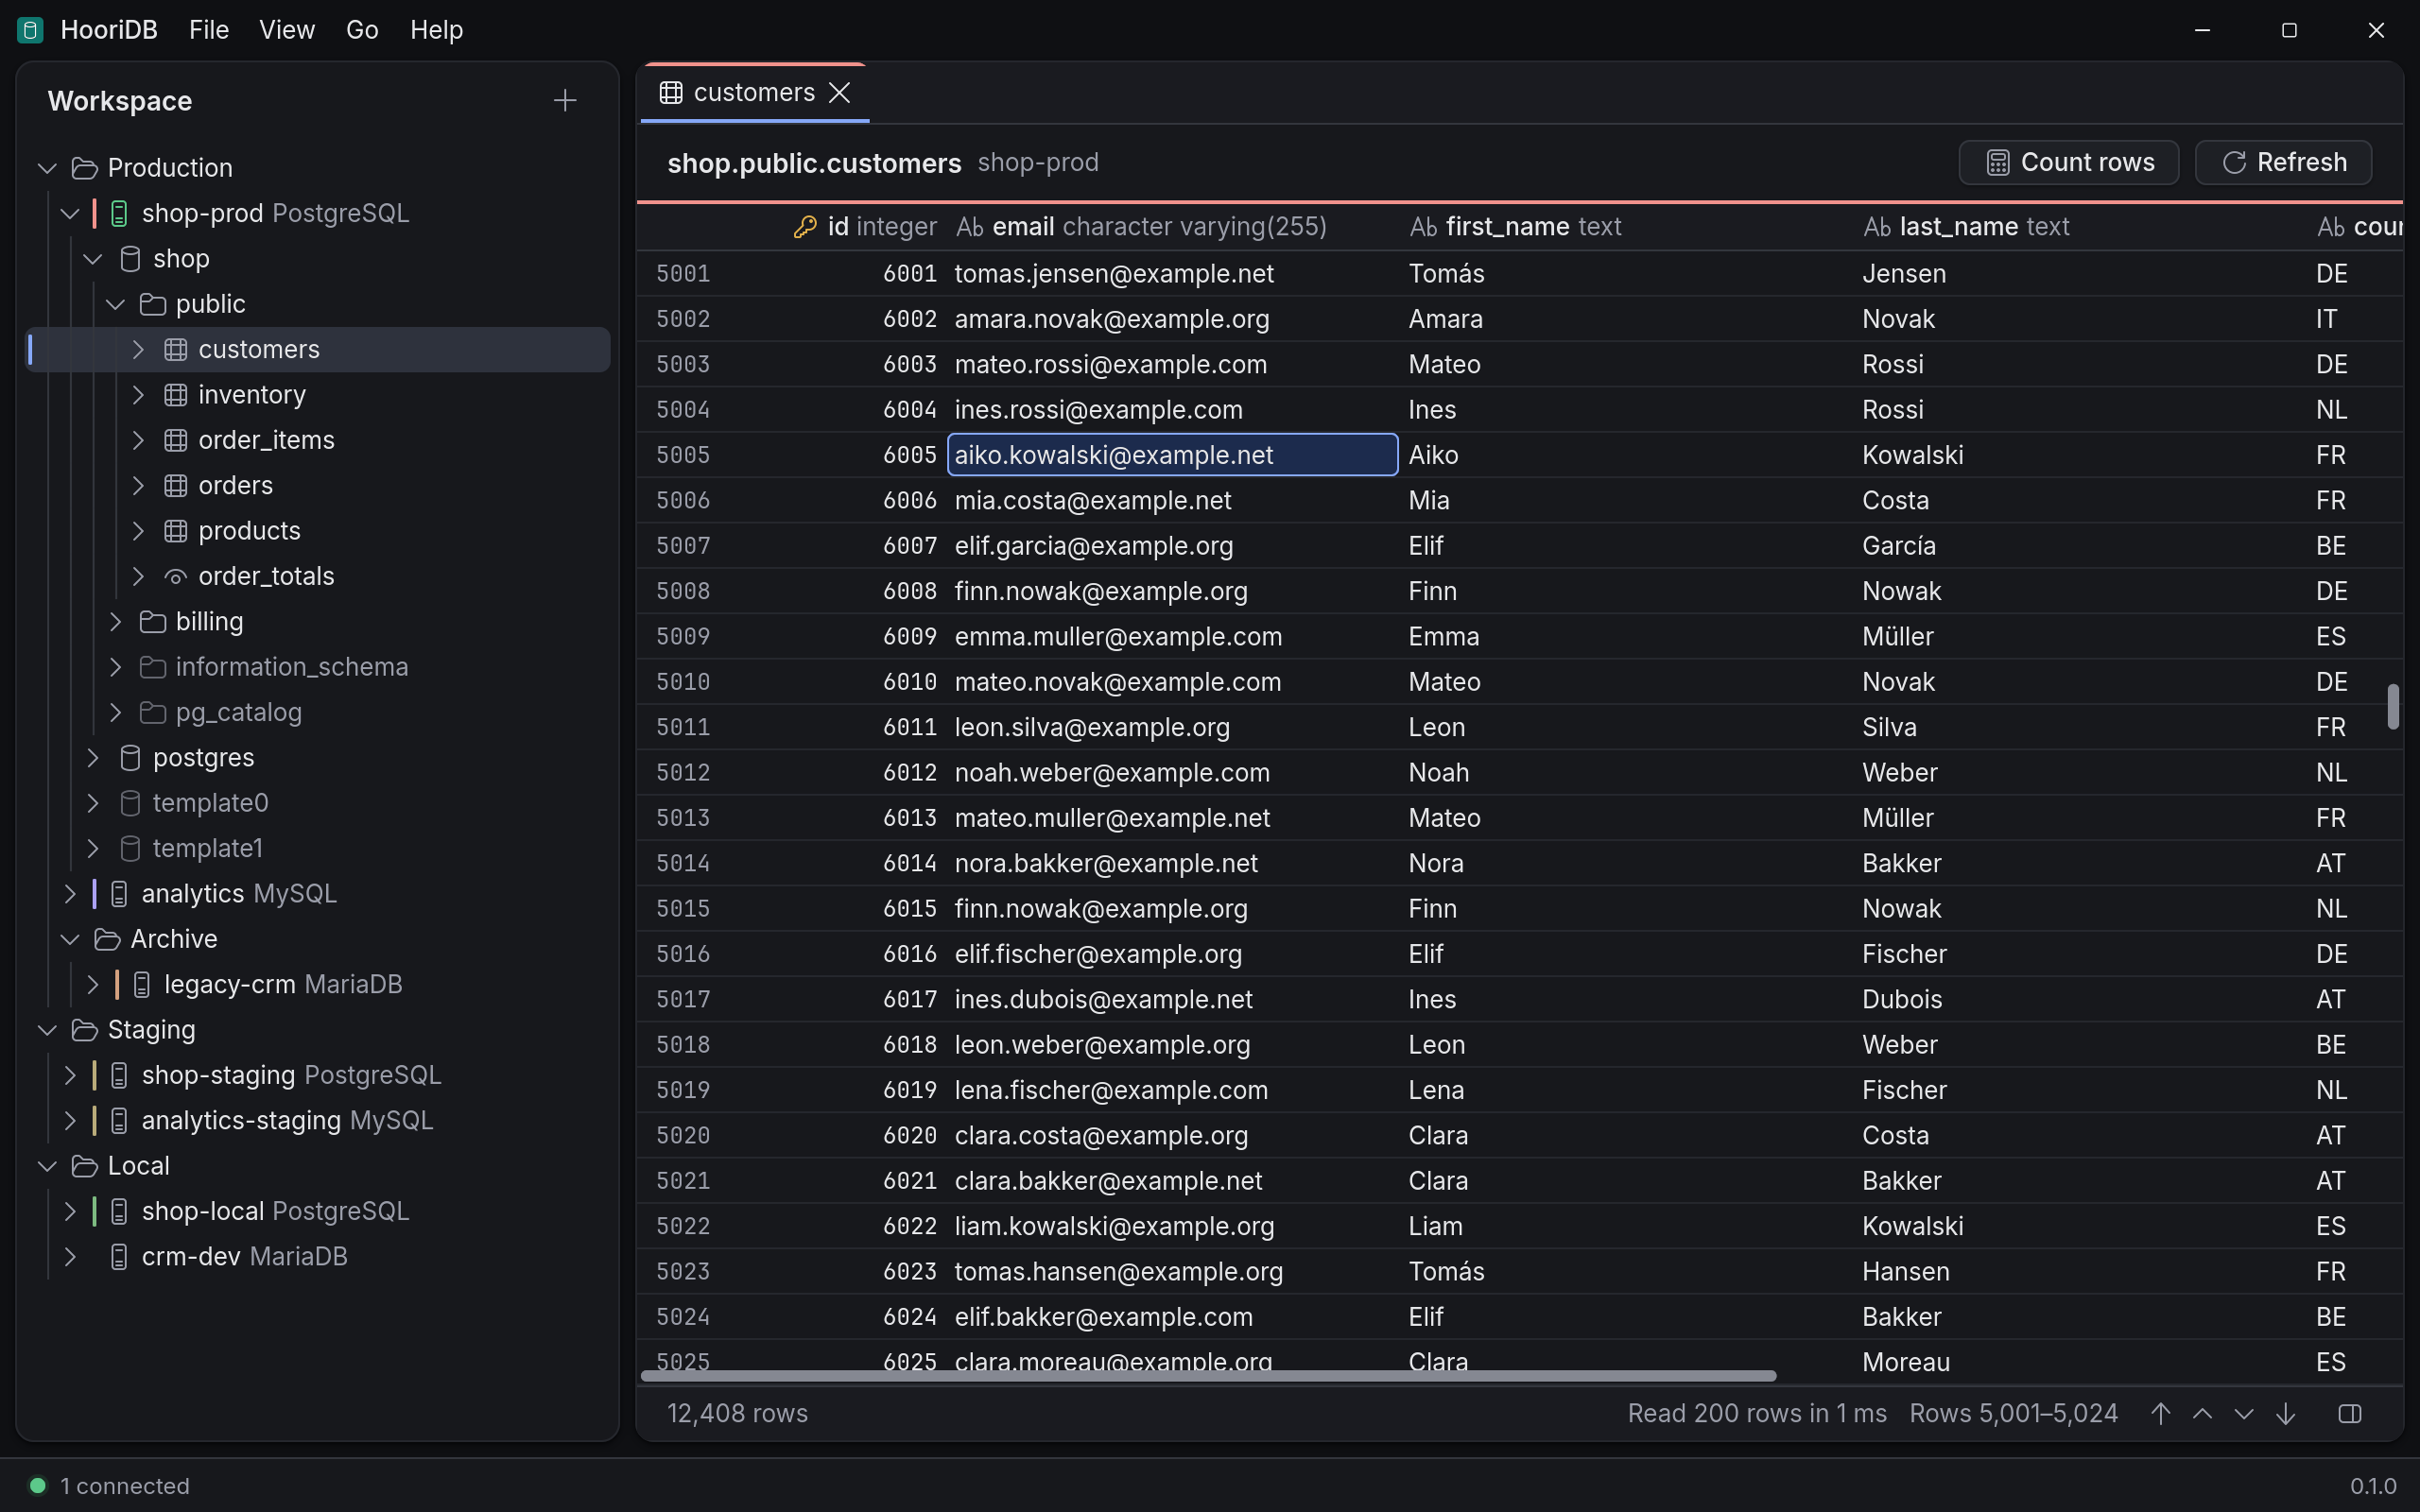 HooriDB File View Go Help
Workspace
Production
shop-prod PostgreSQL
shop
public
customers
inventory
order_items
orders
products
order_totals
billing
information_schema
pg_catalog
postgres
template0
template1
analytics MySQL
Archive
legacy-crm MariaDB
Staging
shop-staging PostgreSQL
analytics-staging MySQL
Local
shop-local PostgreSQL
crm-dev MariaDB
customers
shop.public.customers shop-prod Count rows Refresh
id integer Ab email character varying(255) Ab first_name text Ab last_name text Ab cour
5001 6001 tomas.jensen@example.net Tomás Jensen DE
5002 6002 amara.novak@example.org Amara Novak IT
5003 6003 mateo.rossi@example.com Mateo Rossi DE
5004 6004 ines.rossi@example.com Ines Rossi NL
5005 6005 aiko.kowalski@example.net Aiko Kowalski FR
5006 6006 mia.costa@example.net Mia Costa FR
5007 6007 elif.garcia@example.org Elif García BE
5008 6008 finn.nowak@example.org Finn Nowak DE
5009 6009 emma.muller@example.com Emma Müller ES
5010 6010 mateo.novak@example.com Mateo Novak DE
5011 6011 leon.silva@example.org Leon Silva FR
5012 6012 noah.weber@example.com Noah Weber NL
5013 6013 mateo.muller@example.net Mateo Müller FR
5014 6014 nora.bakker@example.net Nora Bakker AT
5015 6015 finn.nowak@example.org Finn Nowak NL
5016 6016 elif.fischer@example.org Elif Fischer DE
5017 6017 ines.dubois@example.net Ines Dubois AT
5018 6018 leon.weber@example.org Leon Weber BE
5019 6019 lena.fischer@example.com Lena Fischer NL
5020 6020 clara.costa@example.org Clara Costa AT
5021 6021 clara.bakker@example.net Clara Bakker AT
5022 6022 liam.kowalski@example.org Liam Kowalski ES
5023 6023 tomas.hansen@example.org Tomás Hansen FR
5024 6024 elif.bakker@example.com Elif Bakker BE
5025 6025 clara.moreau@example.org Clara Moreau ES
12,408 rows Read 200 rows in 1 ms Rows 5,001–5,024
1 connected 0.1.0